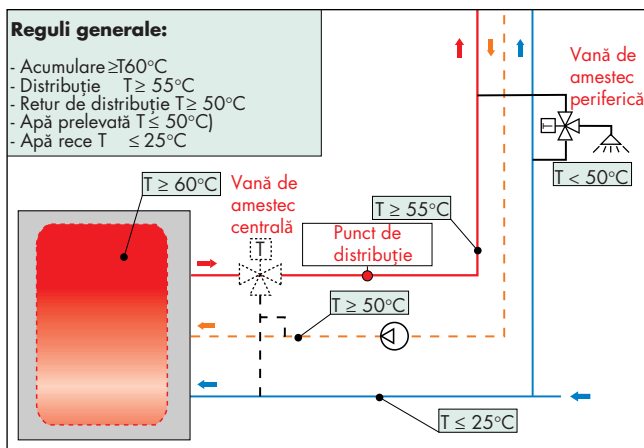 Reguli generale:
- Acumulare ≥T60°C
- Distribuție T ≥ 55°C
- Retur de distribuție T ≥ 50°C
- Apă prelevată T ≤ 50°C)
- Apă rece T ≤ 25°C
Vană de
amestec
periferică
T < 50°C
T ≥ 60°C
Vană de
amestec
centrală
T
T ≥ 55°C
Punct de
distribuție
T ≥ 50°C
T ≤ 25°C